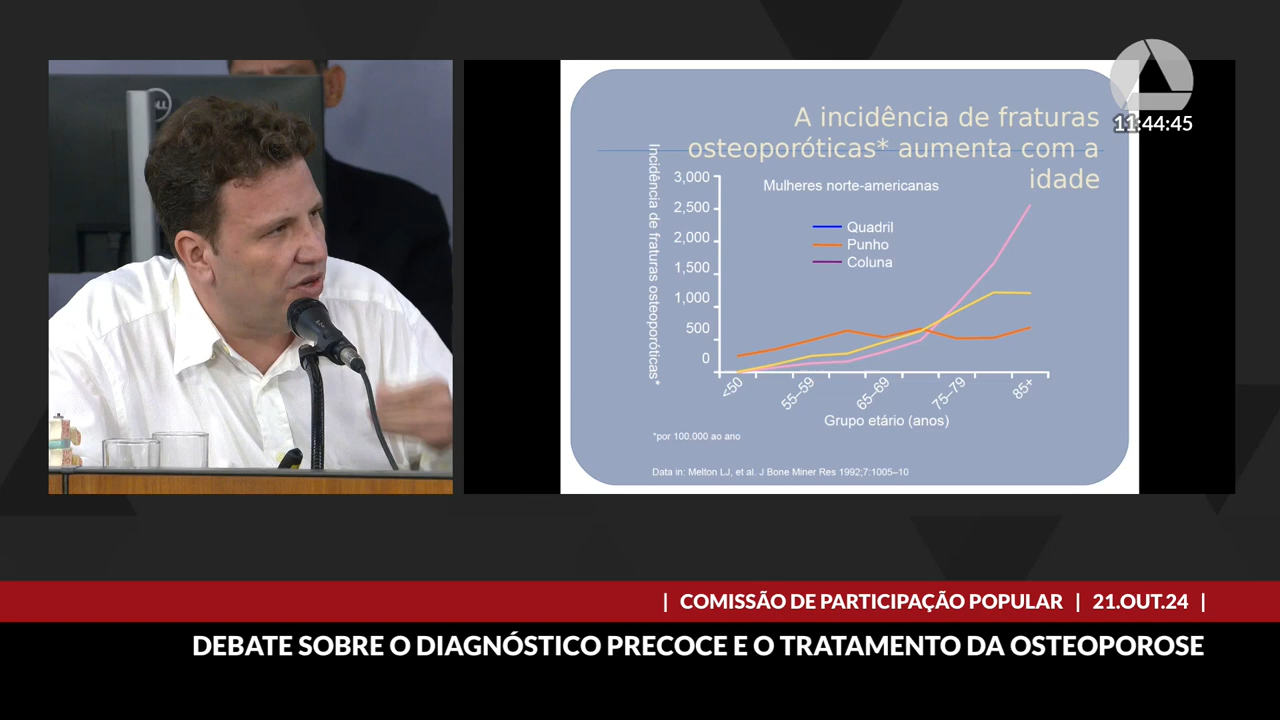 DELL
11:44:45
A incidência de fraturas
osteoporóticas* aumenta com a
idade
Incidência de fraturas osteoporóticas*
3,000
2,500
2,000
1,500
1,000
500
0
Mulheres norte-americanas
Quadril
Punho
Coluna
<50
55–59
65–69
75–79
85+
Grupo etário (anos)
*por 100.000 ao ano
Data in: Melton LJ, et al. J Bone Miner Res 1992;7:1005–10
| COMISSÃO DE PARTICIPAÇÃO POPULAR | 21.OUT.24 |
DEBATE SOBRE O DIAGNÓSTICO PRECOCE E O TRATAMENTO DA OSTEOPOROSE